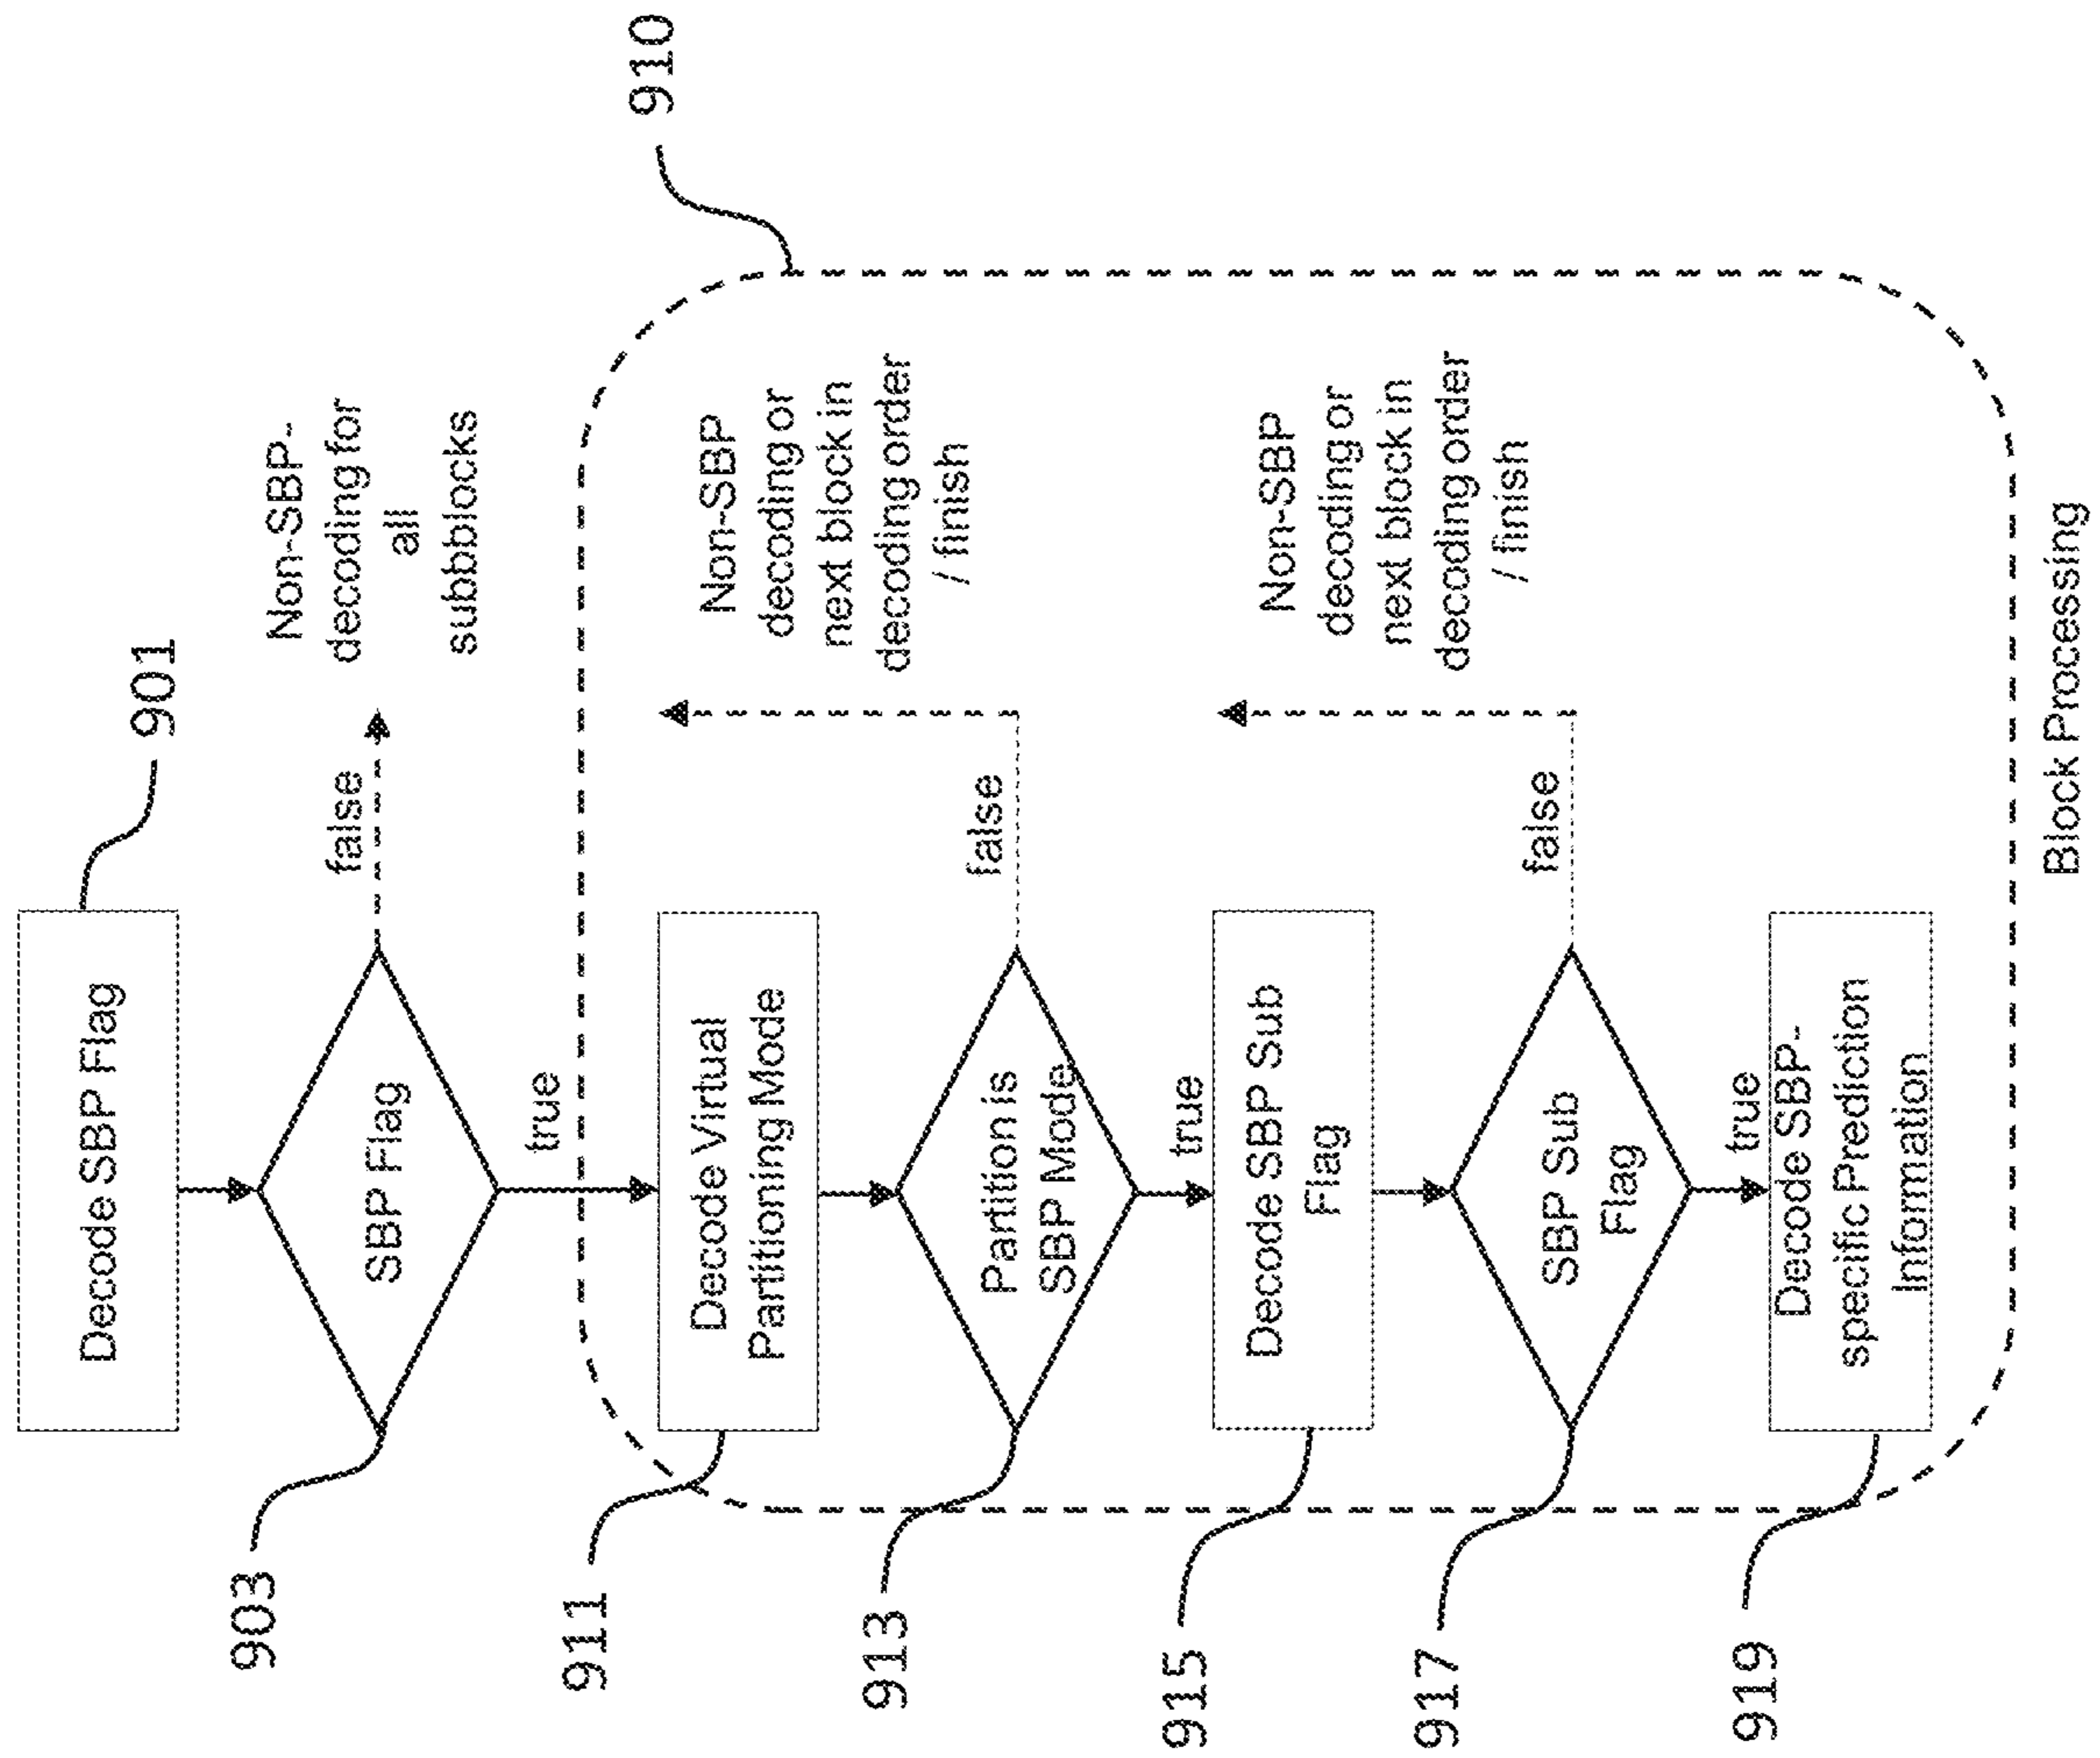 Decode SBP Flag
901
SBP Flag
903
false
Non-SBP-
decoding for
all
subbblocks
true
910
911
Decode Virtual
Partitioning Mode
913
Partition is
SBP Mode
false
Non-SBP
decoding or
next block in
decoding order
/ finish
true
915
Decode SBP Sub
Flag
917
SBP Sub
Flag
false
Non-SBP
decoding or
next block in
decoding order
/ finish
true
919
Decode SBP-
specific Prediction
Information
Block Processing